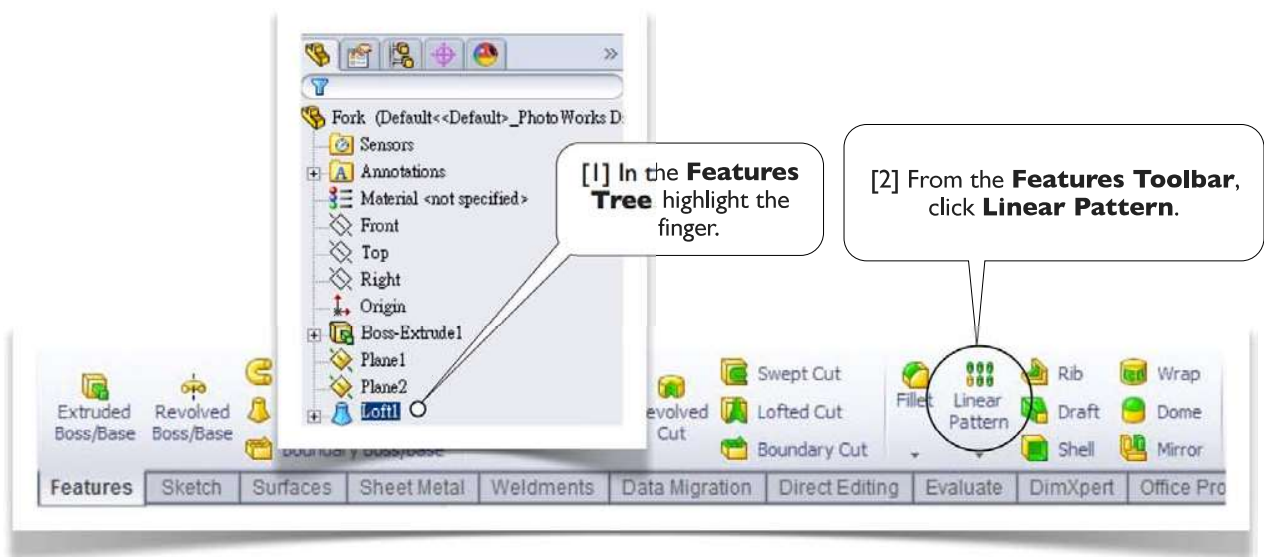 Fork (Default<<Default>_PhotoWorks D
Sensors
Annotations
Material <not specified>
Front
Top
Right
Origin
Boss-Extrude1
Plane1
Plane2
Loft1
[1] In the Features
Tree highlight the
finger.
[2] From the Features Toolbar,
click Linear Pattern.
Extruded
Boss/Base
Revolved
Boss/Base
Boundary Boss/Base
evolved
Cut
Swept Cut
Lofted Cut
Boundary Cut
Fillet
Linear
Pattern
Rib
Draft
Shell
Wrap
Dome
Mirror
Features
Sketch
Surfaces
Sheet Metal
Weldments
Data Migration
Direct Editing
Evaluate
DimXpert
Office Pro